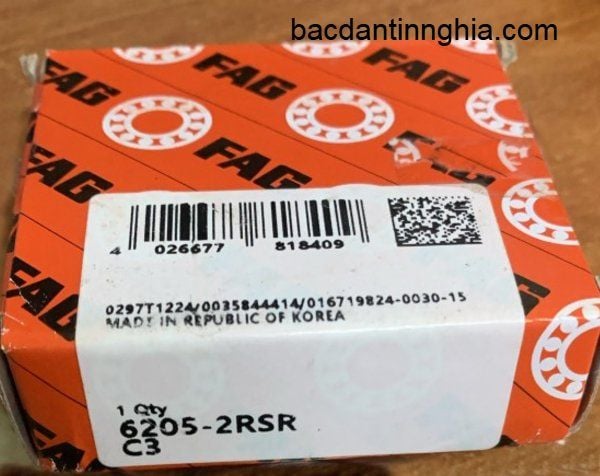 bacdantinnghia.com
FAG
FAG
FAG
FAG
FAG
FAG
4 026677 818409
0297T1224/0035844414/016719824-0030-15
MADE IN REPUBLIC OF KOREA
1 Qty
6205-2RSR
C3